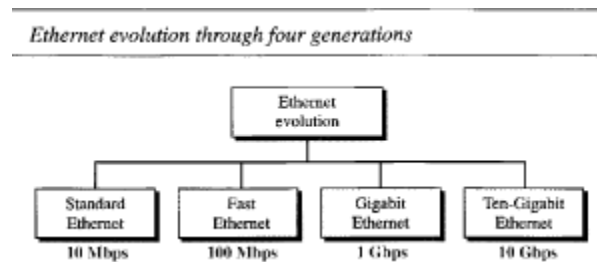 Ethernet evolution through four generations
Ethernet
evolution
Standard
Ethernet
10 Mbps
Fast
Ethernet
100 Mbps
Gigabit
Ethernet
1 Gbps
Ten-Gigabit
Ethernet
10 Gbps